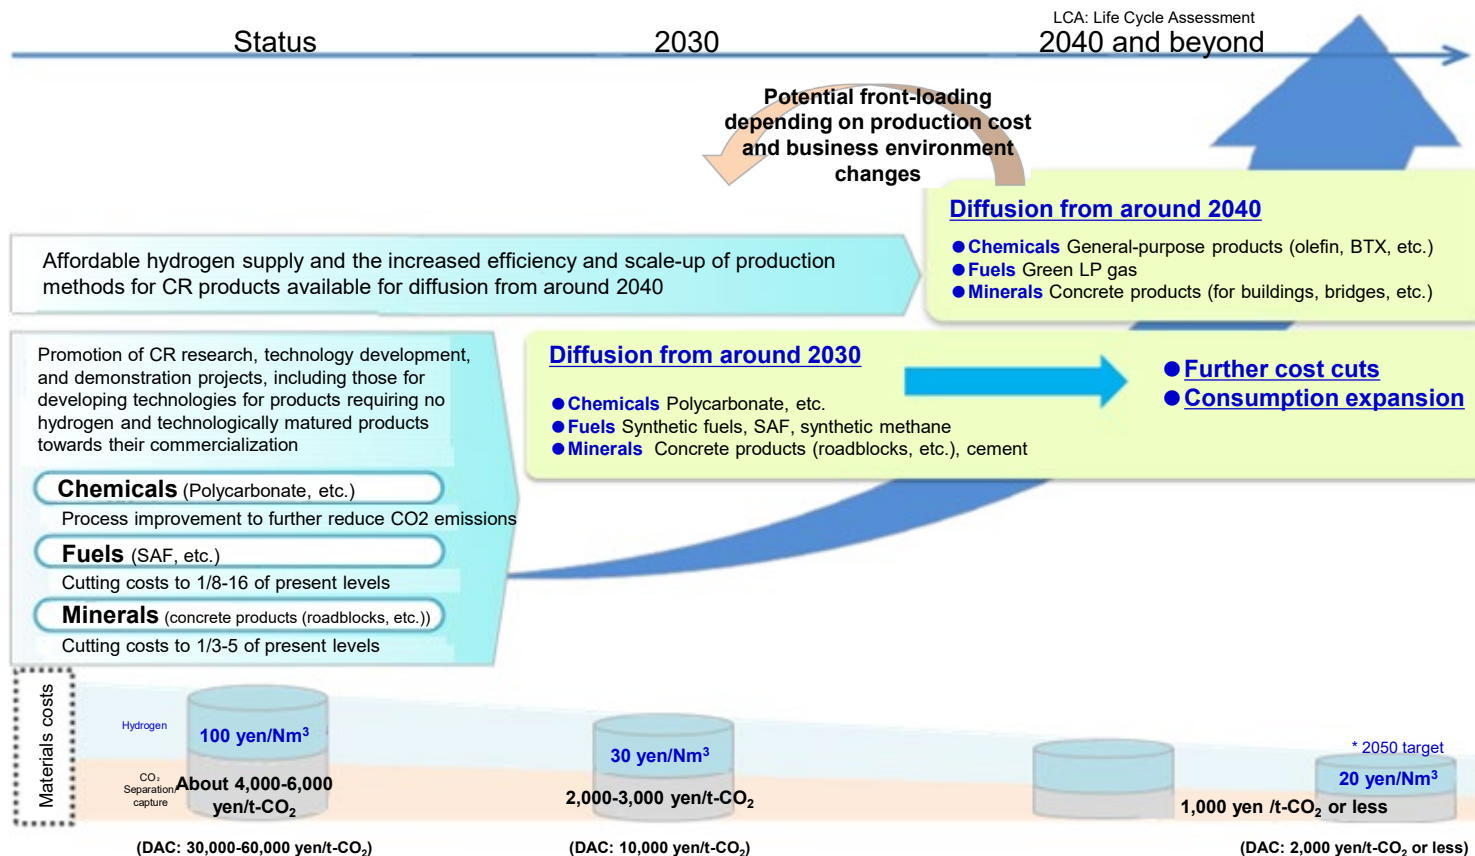 LCA: Life Cycle Assessment
Status
2030
2040 and beyond
Potential front-loading
depending on production cost
and business environment
changes
Diffusion from around 2040
●Chemicals General-purpose products (olefin, BTX, etc.)
●Fuels Green LP gas
●Minerals Concrete products (for buildings, bridges, etc.)
Affordable hydrogen supply and the increased efficiency and scale-up of production
methods for CR products available for diffusion from around 2040
Promotion of CR research, technology development,
and demonstration projects, including those for
developing technologies for products requiring no
hydrogen and technologically matured products
towards their commercialization
Chemicals (Polycarbonate, etc.)
Process improvement to further reduce CO2 emissions
Fuels (SAF, etc.)
Cutting costs to 1/8-16 of present levels
Minerals (concrete products (roadblocks, etc.))
Cutting costs to 1/3-5 of present levels
Diffusion from around 2030
●Chemicals Polycarbonate, etc.
●Fuels Synthetic fuels, SAF, synthetic methane
●Minerals Concrete products (roadblocks, etc.), cement
●Further cost cuts
●Consumption expansion
Materials costs
Hydrogen
100 yen/Nm³
30 yen/Nm³
* 2050 target
20 yen/Nm³
CO₂
Separation/
capture
About 4,000-6,000
yen/t-CO₂
2,000-3,000 yen/t-CO₂
1,000 yen /t-CO₂ or less
(DAC: 30,000-60,000 yen/t-CO₂)
(DAC: 10,000 yen/t-CO₂)
(DAC: 2,000 yen/t-CO₂ or less)